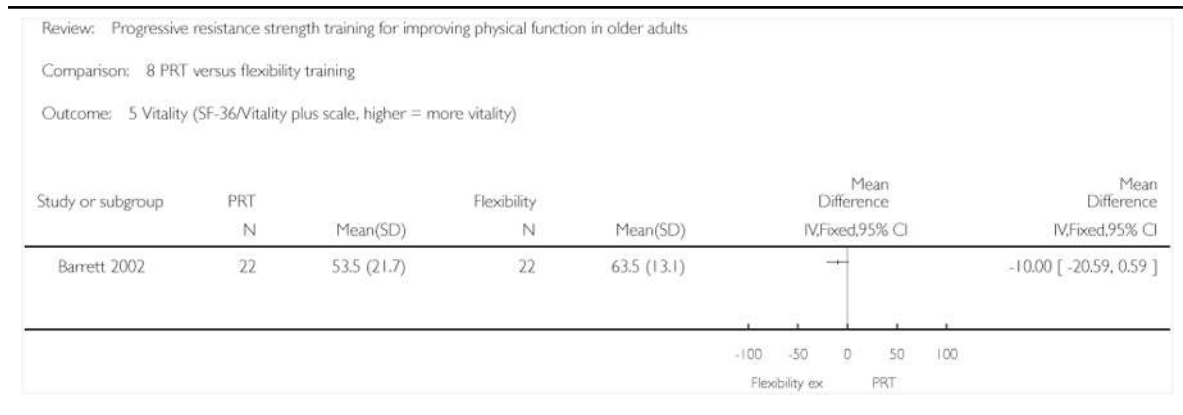 Review: Progressive resistance strength training for improving physical function in older adults
Comparison: 8 PRT versus flexibility training
Outcome: 5 Vitality (SF-36/Vitality plus scale, higher = more vitality)
Study or subgroup PRT Flexibility Mean Difference Mean Difference
N Mean(SD) N Mean(SD) IV,Fixed,95% CI IV,Fixed,95% CI
Barrett 2002 22 53.5 (21.7) 22 63.5 (13.1) -10.00 [ -20.59, 0.59 ]
-100 -50 0 50 100
Flexibility ex PRT